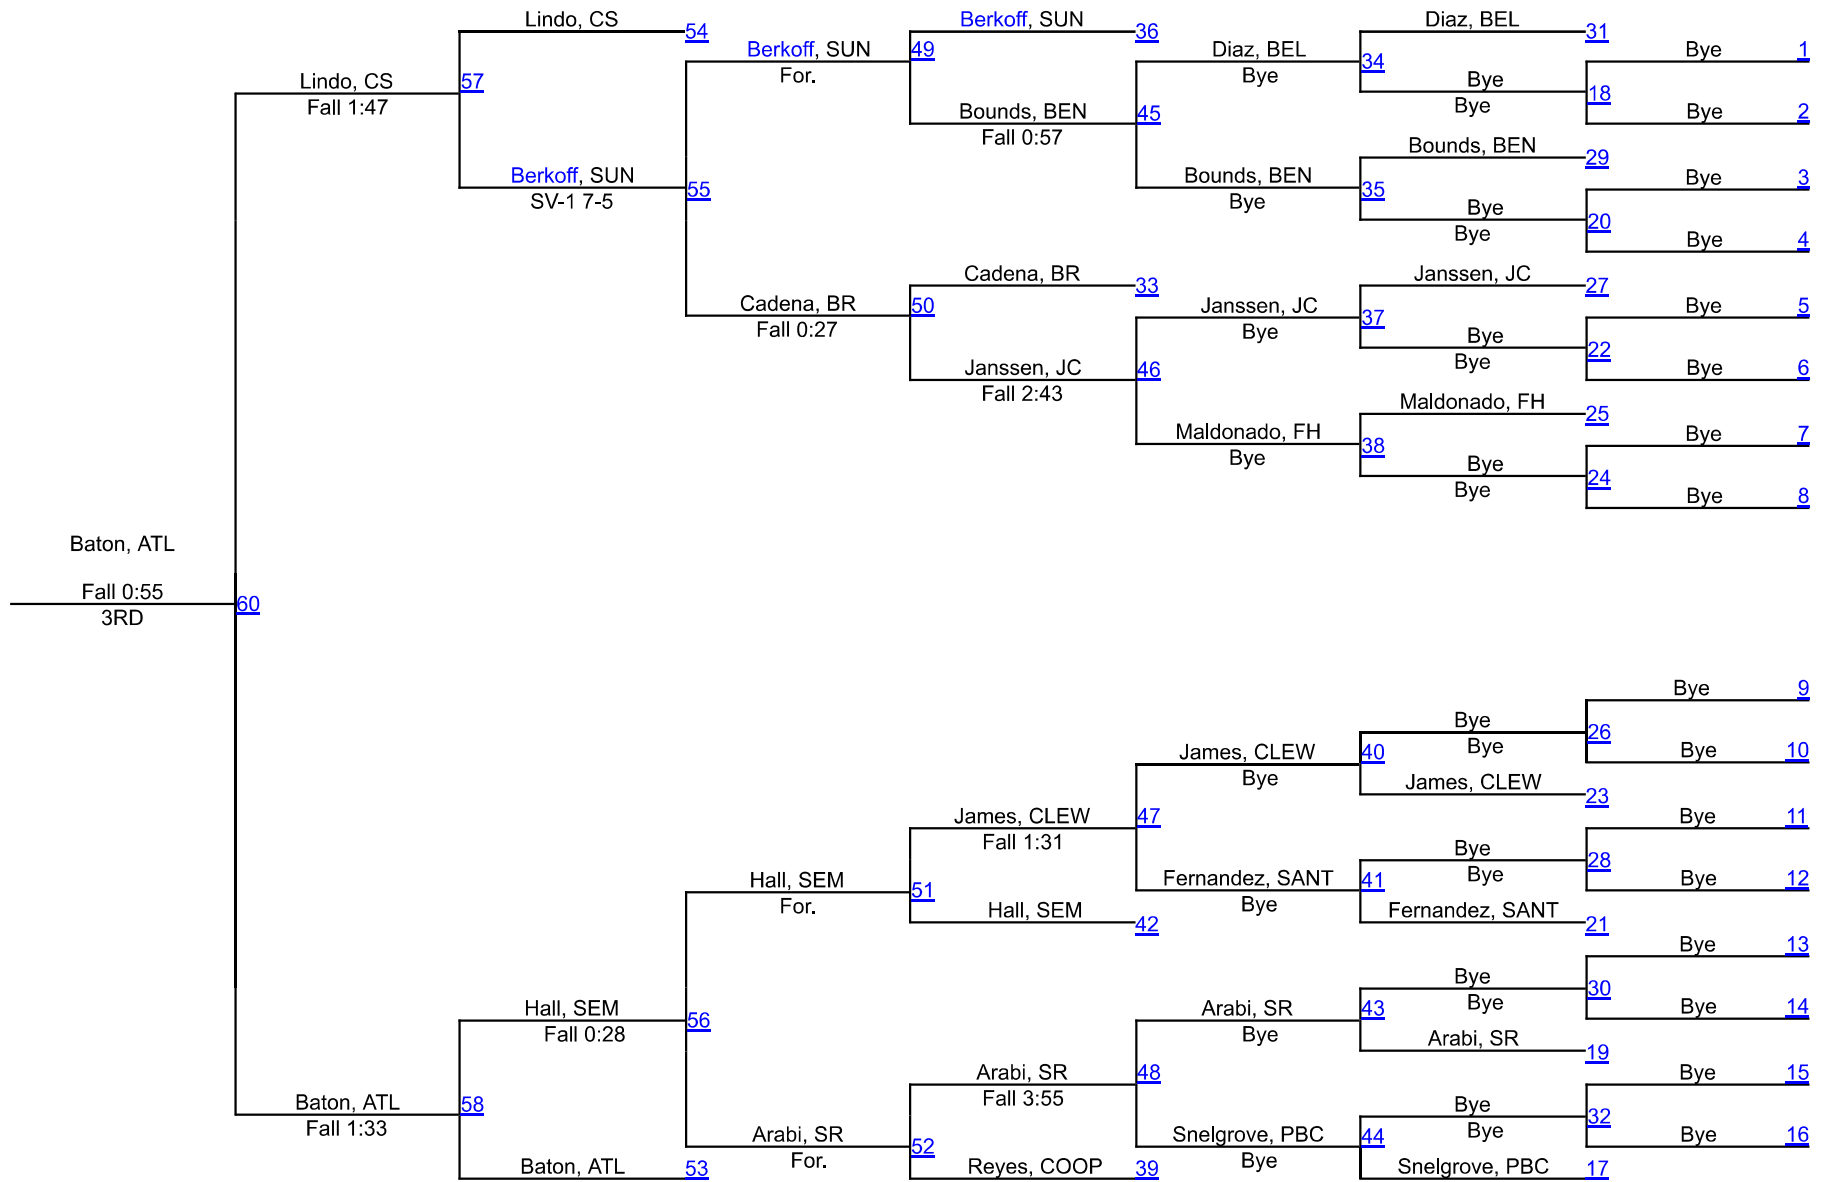 Lindo, CS
54
Berkoff, SUN
36
Diaz, BEL
31
Berkoff, SUN
49
For.
Diaz, BEL
34
Bye
Bye
1
Lindo, CS
57
Fall 1:47
Bye
18
Bye
Bounds, BEN
45
Fall 0:57
Bye
2
Bounds, BEN
29
Berkoff, SUN
55
SV-1 7-5
Bounds, BEN
35
Bye
Bye
3
Bye
20
Bye
Bye
4
Cadena, BR
33
Janssen, JC
27
Cadena, BR
50
Fall 0:27
Janssen, JC
37
Bye
Bye
5
Bye
22
Bye
Janssen, JC
46
Fall 2:43
Bye
6
Maldonado, FH
25
Maldonado, FH
38
Bye
Bye
7
Bye
24
Bye
Bye
8
Baton, ATL
Fall 0:55
60
3RD
Bye
9
Bye
26
Bye
James, CLEW
40
Bye
Bye
10
James, CLEW
23
James, CLEW
47
Fall 1:31
Bye
11
Bye
28
Bye
Hall, SEM
51
For.
Fernandez, SANT
41
Bye
Bye
12
Hall, SEM
42
Fernandez, SANT
21
Bye
13
Bye
30
Bye
Hall, SEM
56
Fall 0:28
Arabi, SR
43
Bye
Bye
14
Arabi, SR
19
Arabi, SR
48
Fall 3:55
Bye
15
Baton, ATL
58
Fall 1:33
Bye
32
Bye
Arabi, SR
52
For.
Snelgrove, PBC
44
Bye
Bye
16
Baton, ATL
53
Reyes, COOP
39
Snelgrove, PBC
17